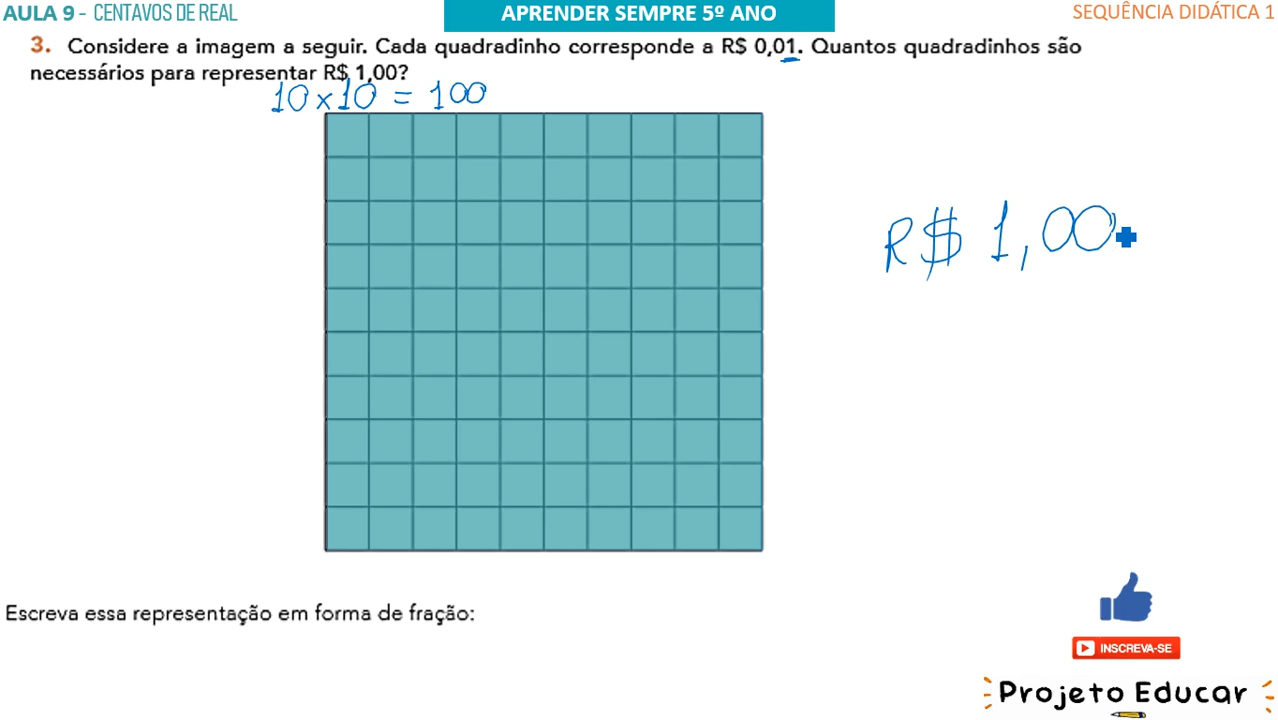 AULA 9 - CENTAVOS DE REAL
APRENDER SEMPRE 5º ANO
SEQUÊNCIA DIDÁTICA 1
3. Considere a imagem a seguir. Cada quadradinho corresponde a R$ 0,01. Quantos quadradinhos são
necessários para representar R$ 1,00?
10 x 10 = 100
R$ 1,00
Escreva essa representação em forma de fração:
INSCREVA-SE
Projeto Educar